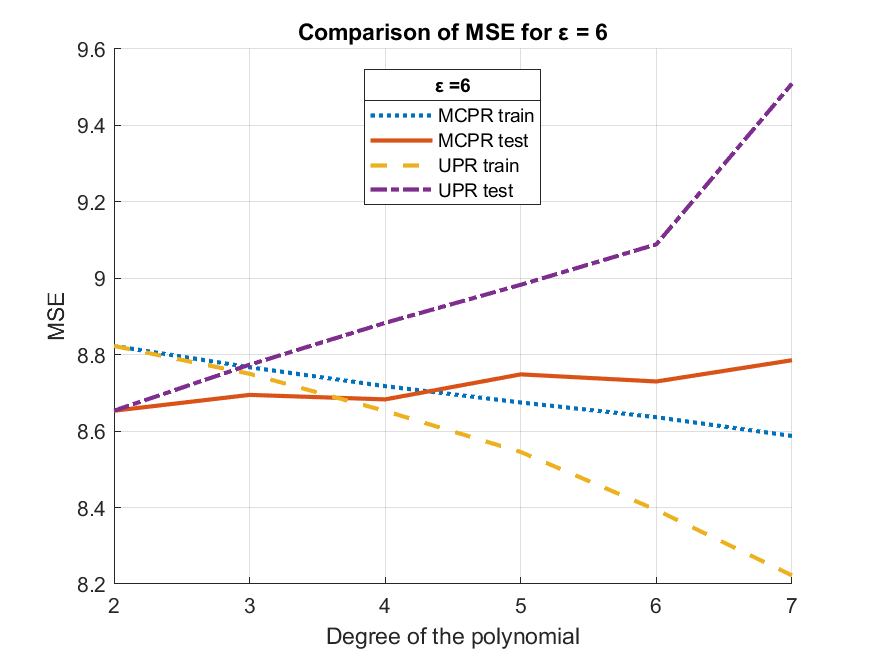 Comparison of MSE for ε = 6
9.6
9.4
9.2
9
8.8
8.6
8.4
8.2
MSE
ε =6
MCPR train
MCPR test
UPR train
UPR test
2 3 4 5 6 7
Degree of the polynomial